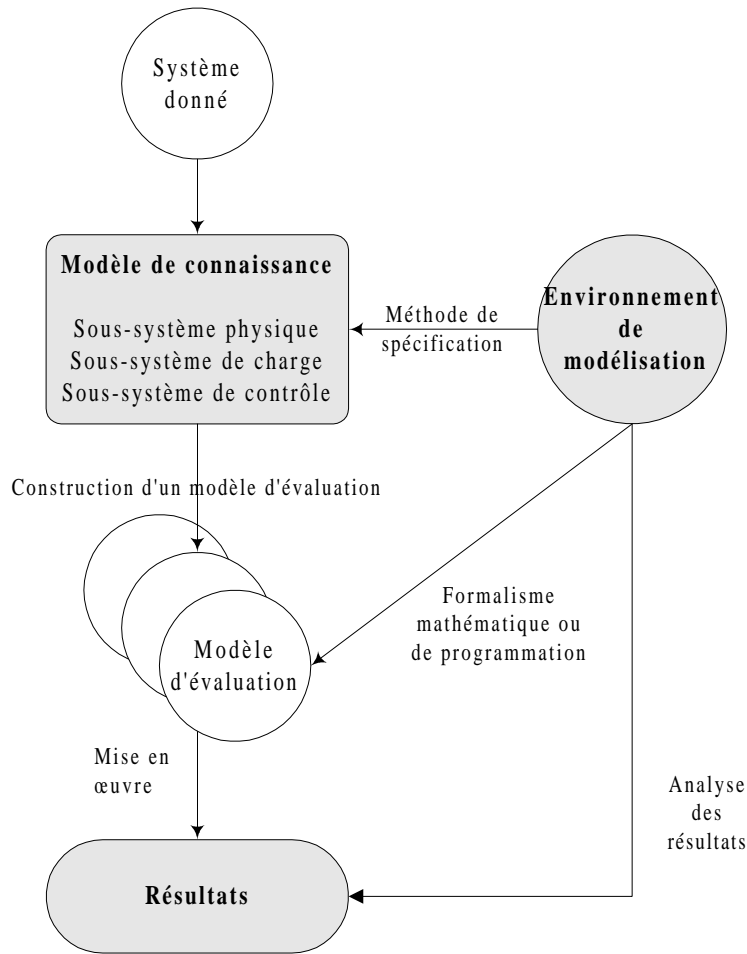 Système
donné
Modèle de connaissance
Sous-système physique
Sous-système de charge
Sous-système de contrôle
Méthode de
spécification
Environnement
de
modélisation
Construction d'un modèle d'évaluation
Formalisme
mathématique ou
de programmation
Modèle
d'évaluation
Mise en
œuvre
Analyse
des
résultats
Résultats